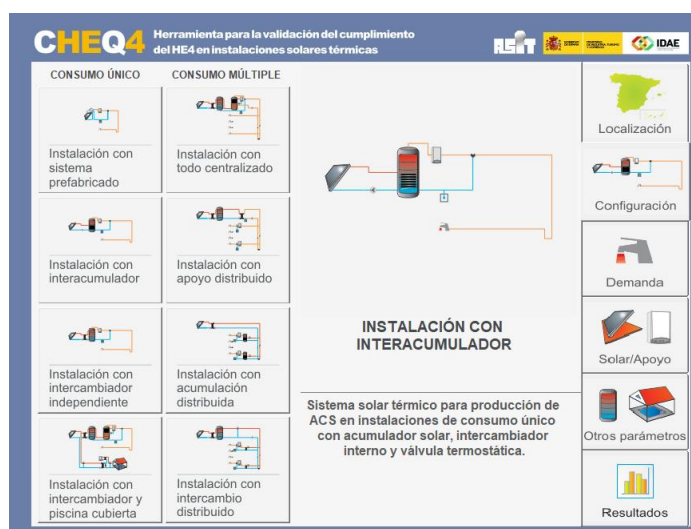 CHEQ4
Herramienta para la validación del cumplimiento
del HE4 en instalaciones solares térmicas
IDAE
CONSUMO ÚNICO
CONSUMO MÚLTIPLE
Instalación con
sistema
prefabricado
Instalación con
todo centralizado
Instalación con
interacumulador
Instalación con
apoyo distribuido
Instalación con
intercambiador
independiente
Instalación con
acumulación
distribuida
Instalación con
intercambiador y
piscina cubierta
Instalación con
intercambio
distribuido
INSTALACIÓN CON
INTERACUMULADOR
Sistema solar térmico para producción de
ACS en instalaciones de consumo único
con acumulador solar, intercambiador
interno y válvula termostática.
Localización
Configuración
Demanda
Solar/Apoyo
Otros parámetros
Resultados